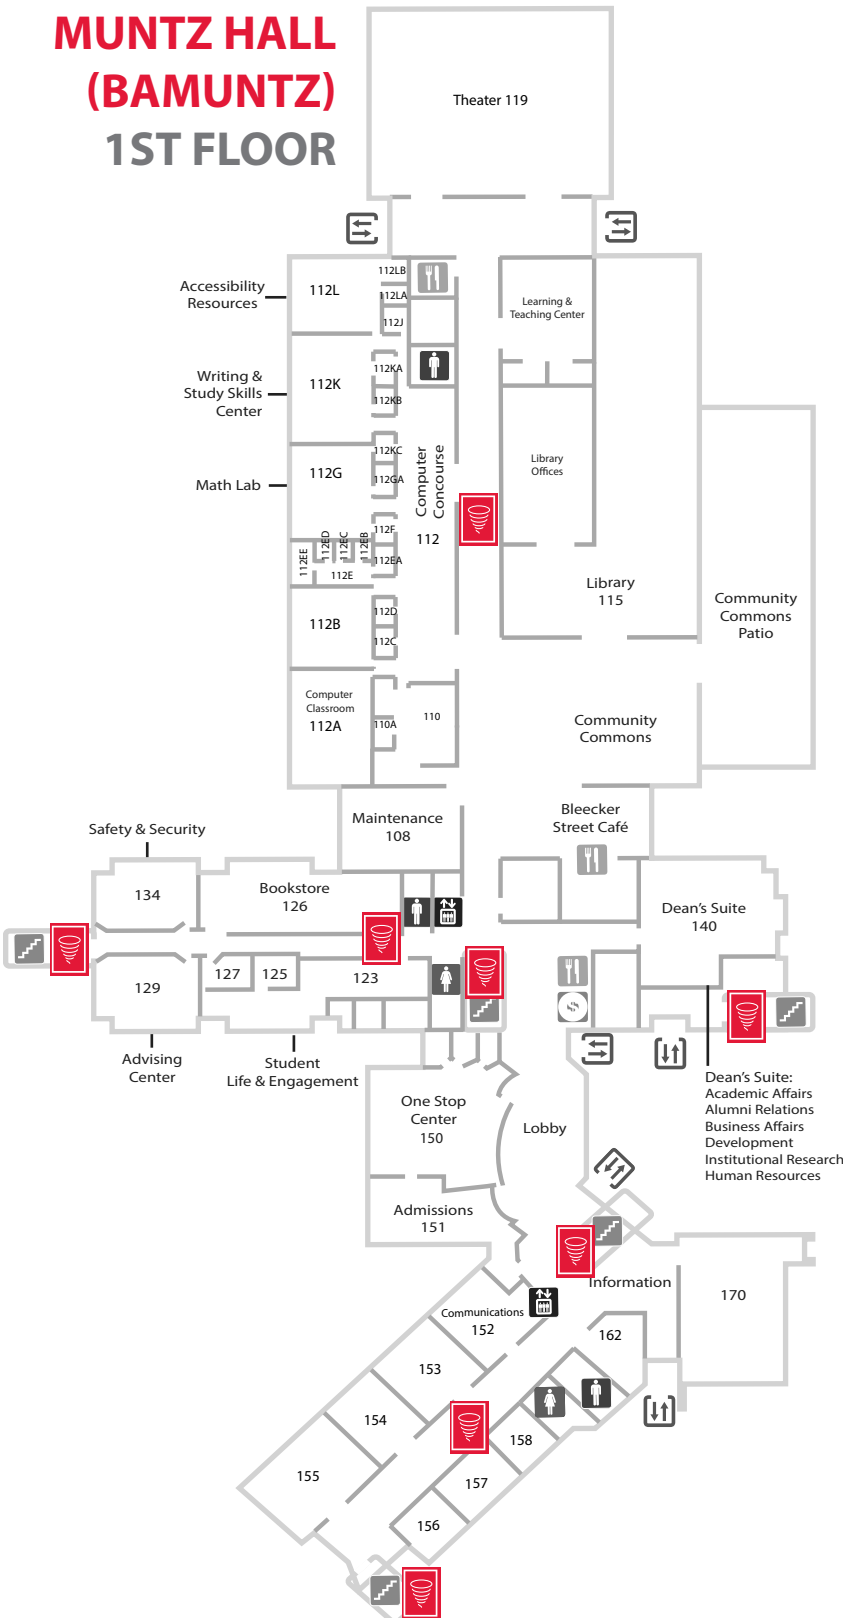 MUNTZ HALL
(BAMUNTZ)
1ST FLOOR
Theater 119
Accessibility
Resources
112L
112LB
112LA
112J
Learning &
Teaching Center
Writing &
Study Skills
Center
112K
112KA
112KB
Math Lab
112G
112KC
112GA
Computer
Concourse
112
Library
Offices
112F
112EA
112EE
112ED
112EC
112EB
112E
Library
115
Community
Commons
Patio
112B
112D
112C
Computer
Classroom
112A
110A
110
Community
Commons
Maintenance
108
Bleecker
Street Café
Safety & Security
134
Bookstore
126
Dean's Suite
140
129
127
125
123
$
Advising
Center
Student
Life & Engagement
Dean's Suite:
Academic Affairs
Alumni Relations
Business Affairs
Development
Institutional Research
Human Resources
One Stop
Center
150
Lobby
Admissions
151
Information
170
Communications
152
162
153
154
158
155
157
156